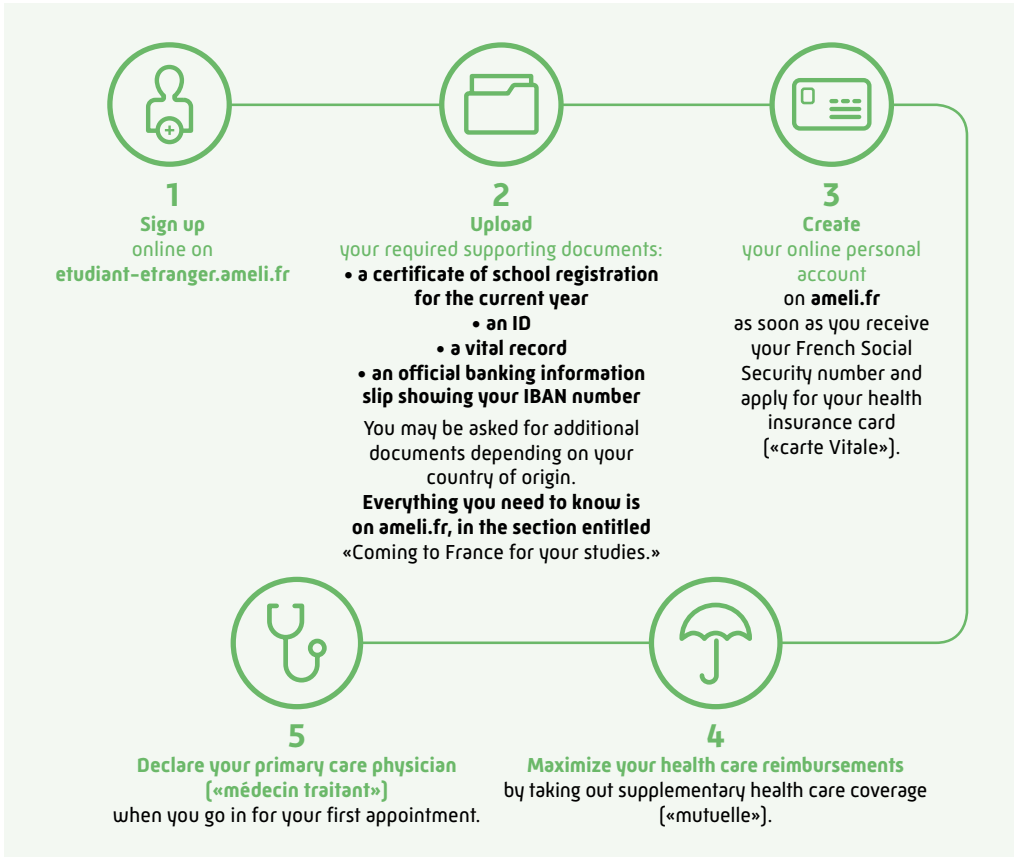 1
Sign up
online on
etudiant-etranger.ameli.fr
2
Upload
your required supporting documents:
• a certificate of school registration
for the current year
• an ID
• a vital record
• an official banking information
slip showing your IBAN number
You may be asked for additional
documents depending on your
country of origin.
Everything you need to know is
on ameli.fr, in the section entitled
«Coming to France for your studies.»
3
Create
your online personal
account
on ameli.fr
as soon as you receive
your French Social
Security number and
apply for your health
insurance card
(«carte Vitale»).
4
Maximize your health care reimbursements
by taking out supplementary health care coverage
(«mutuelle»).
5
Declare your primary care physician
(«médecin traitant»)
when you go in for your first appointment.